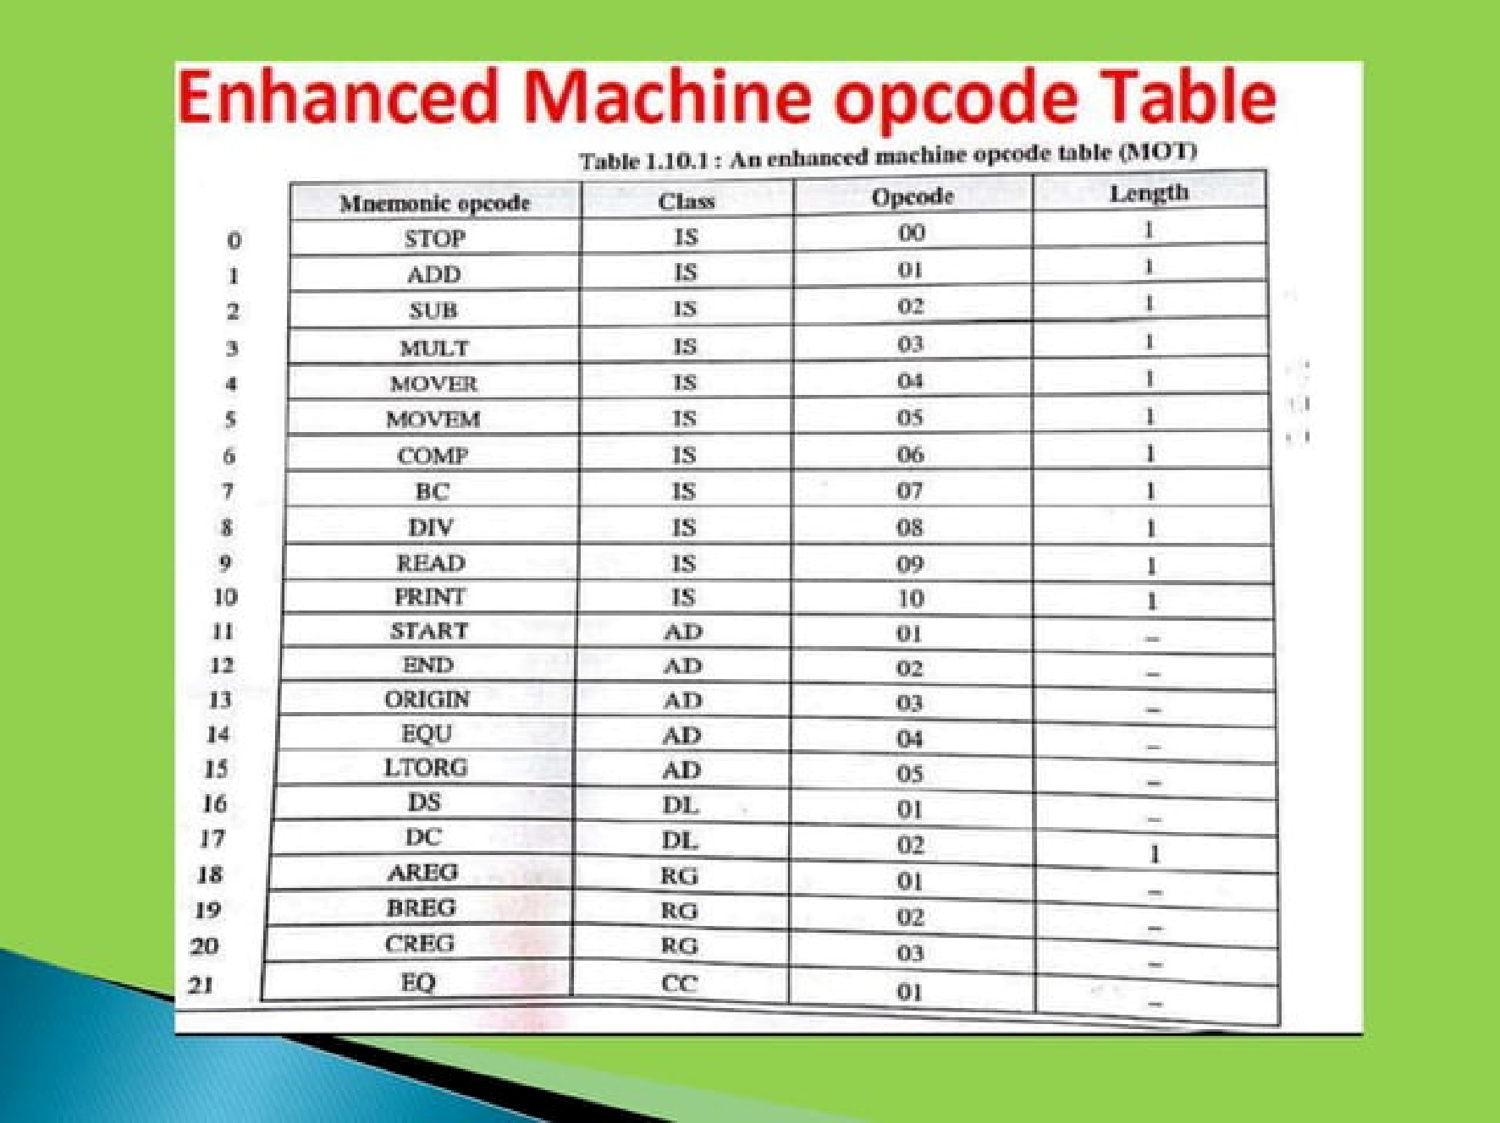 Enhanced Machine opcode Table
Table 1.10.1 : An enhanced machine opcode table (MOT)
Mnemonic opcode Class Opcode Length
0 STOP IS 00 1
1 ADD IS 01 1
2 SUB IS 02 1
3 MULT IS 03 1
4 MOVER IS 04 1
5 MOVEM IS 05 1
6 COMP IS 06 1
7 BC IS 07 1
8 DIV IS 08 1
9 READ IS 09 1
10 PRINT IS 10 1
11 START AD 01 –
12 END AD 02 –
13 ORIGIN AD 03 –
14 EQU AD 04 –
15 LTORG AD 05 –
16 DS DL 01 –
17 DC DL 02 1
18 AREG RG 01 –
19 BREG RG 02 –
20 CREG RG 03 –
21 EQ CC 01 –